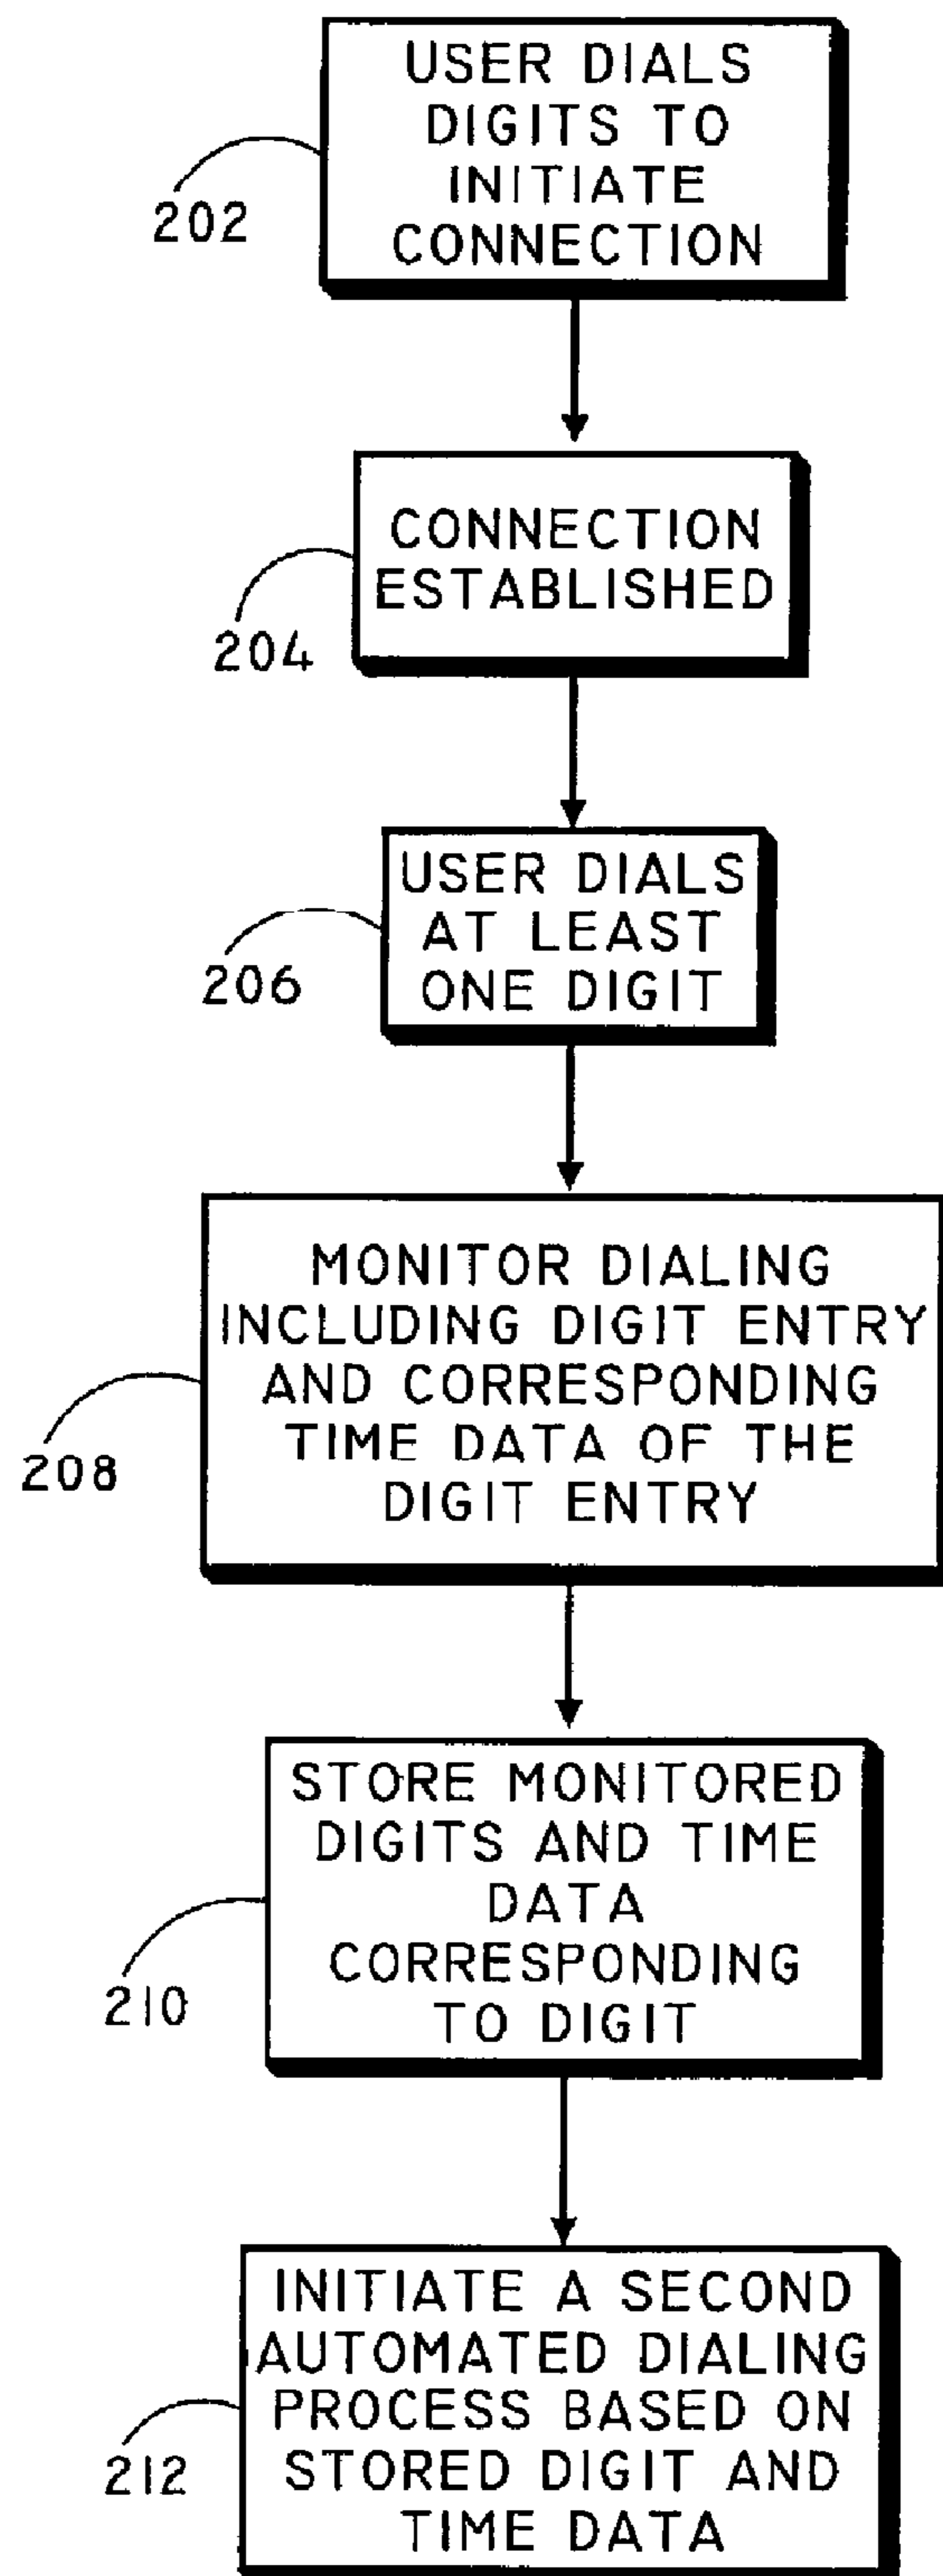 USER DIALS
DIGITS TO
INITIATE
CONNECTION
202
CONNECTION
ESTABLISHED
204
USER DIALS
AT LEAST
ONE DIGIT
206
MONITOR DIALING
INCLUDING DIGIT ENTRY
AND CORRESPONDING
TIME DATA OF THE
DIGIT ENTRY
208
STORE MONITORED
DIGITS AND TIME
DATA
CORRESPONDING
TO DIGIT
210
INITIATE A SECOND
AUTOMATED DIALING
PROCESS BASED ON
STORED DIGIT AND
TIME DATA
212